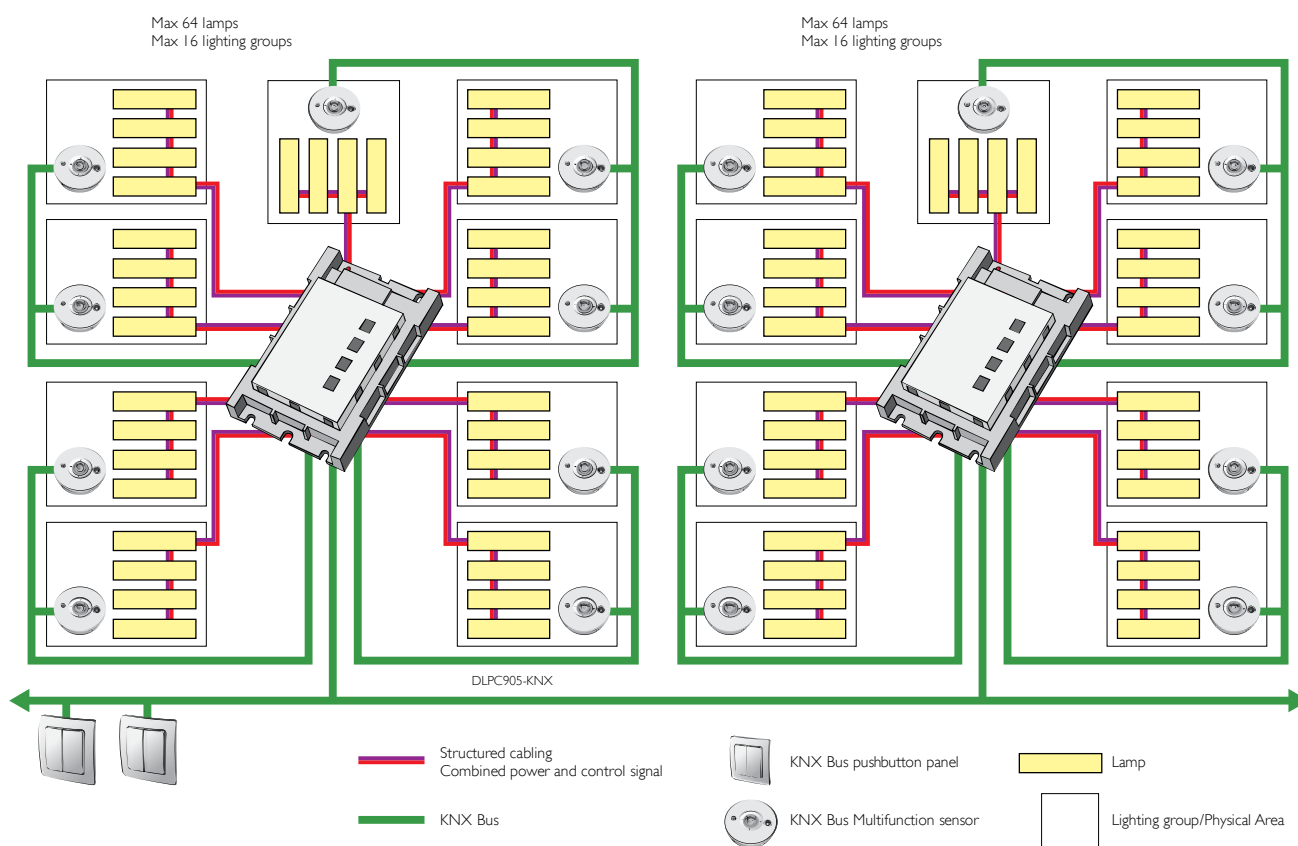 Max 64 lamps
Max 16 lighting groups
Max 64 lamps
Max 16 lighting groups
DLPC905-KNX
Structured cabling
Combined power and control signal
KNX Bus pushbutton panel
Lamp
KNX Bus
KNX Bus Multifunction sensor
Lighting group/Physical Area